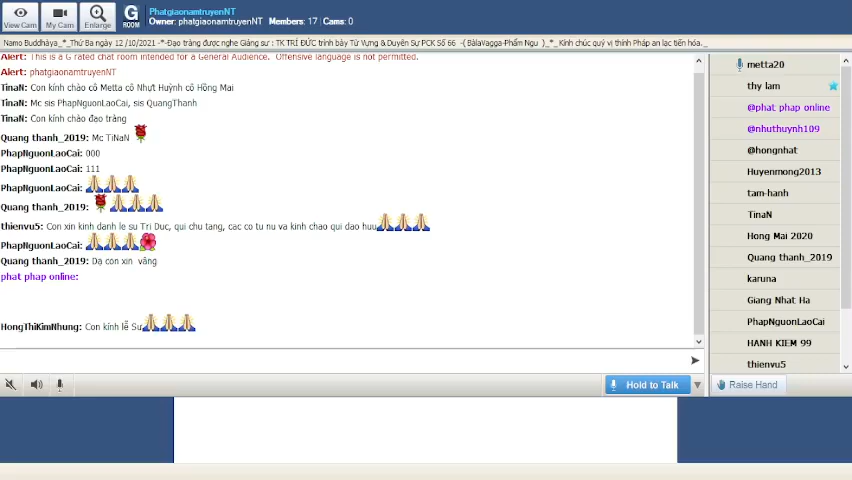 View Cam
My Cam
Enlarge
G
ROOM
PhatgiaonamtruyenNT
Owner: phatgiaonamtruyenNT Members: 17 | Cams: 0
Namo Buddhàya_*_Thứ Ba ngày 12 /10/2021 -*-Đạo tràng được nghe Giảng sư : TK TRÍ ĐỨC trình bày Từ Vựng & Duyên Sự PCK Số 66 -( BàlaVagga-Phẩm Ngu )_*_Kính chúc quý vị thính Pháp an lạc tiến hóa._
Alert: This is a G rated chat room intended for a General Audience. Offensive language is not permitted.
Alert: phatgiaonamtruyenNT
TinaN: Con kính chào cô Metta cô Nhựt Huỳnh cô Hồng Mai
TinaN: Mc sis PhapNguonLaoCai, sis QuangThanh
TinaN: Con kính chào đao tràng
Quang thanh_2019: Mc TiNaN
PhapNguonLaoCai: 000
PhapNguonLaoCai: 111
PhapNguonLaoCai:
Quang thanh_2019:
thienvu5: Con xin kinh danh le su Tri Duc, qui chu tang, cac co tu nu va kinh chao qui dao huu
PhapNguonLaoCai:
Quang thanh_2019: Dạ con xin vâng
phat phap online:
HongThiKimNhung: Con kính lễ Sư
Hold to Talk
metta20
thy lam
@phat phap online
@nhuthuynh109
@hongnhat
Huyenmong2013
tam-hanh
TinaN
Hong Mai 2020
Quang thanh_2019
karuna
Giang Nhat Ha
PhapNguonLaoCai
HANH KIEM 99
thienvu5
Raise Hand